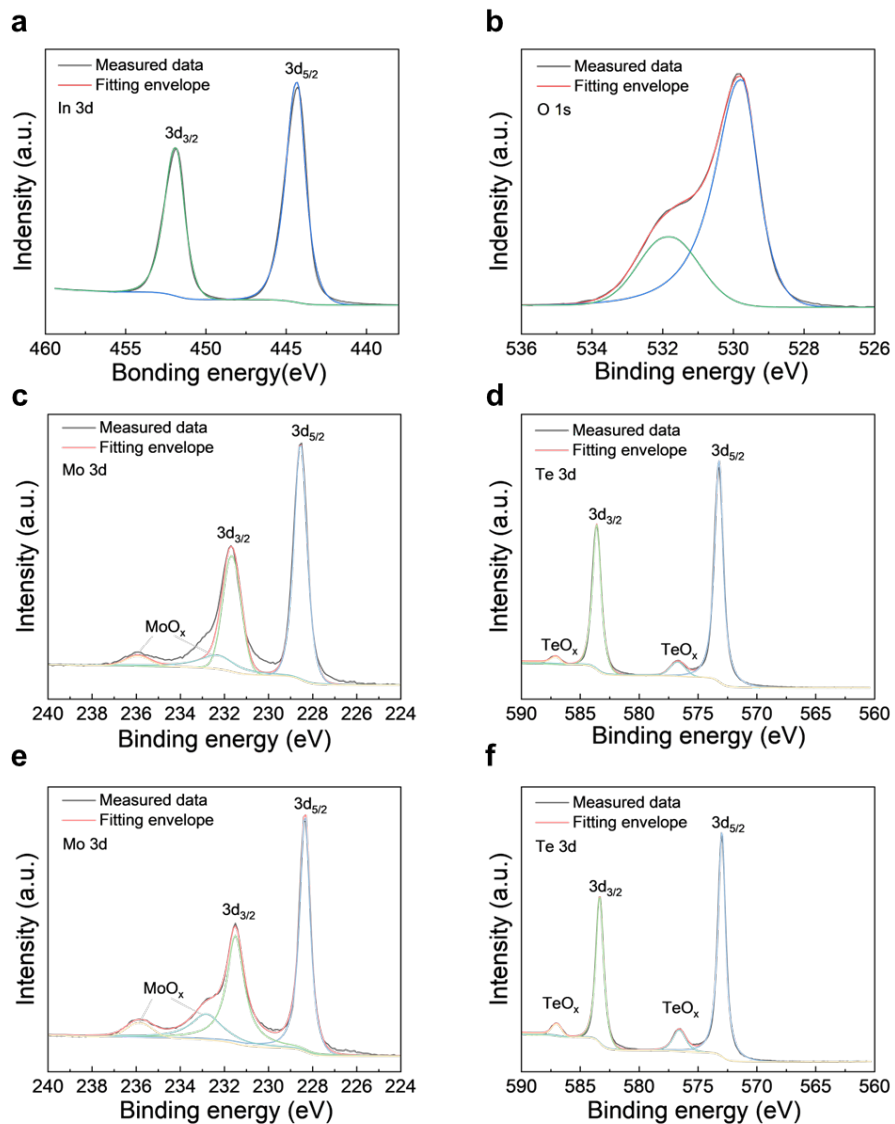 a
Measured data
Fitting envelope
In 3d
3d3/2
3d5/2
Indensity (a.u.)
460 455 450 445 440
Bonding energy(eV)
b
Measured data
Fitting envelope
O 1s
Indensity (a.u.)
536 534 532 530 528 526
Binding energy (eV)
c
Measured data
Fitting envelope
Mo 3d
3d5/2
3d3/2
MoOx
Intensity (a.u.)
240 238 236 234 232 230 228 226 224
Binding energy (eV)
d
Measured data
Fitting envelope
Te 3d
3d5/2
3d3/2
TeOx
TeOx
Intensity (a.u.)
590 585 580 575 570 565 560
Binding energy (eV)
e
Measured data
Fitting envelope
Mo 3d
3d5/2
3d3/2
MoOx
Intensity (a.u.)
240 238 236 234 232 230 228 226 224
Binding energy (eV)
f
Measured data
Fitting envelope
Te 3d
3d5/2
3d3/2
TeOx
TeOx
Intensity (a.u.)
590 585 580 575 570 565 560
Binding energy (eV)